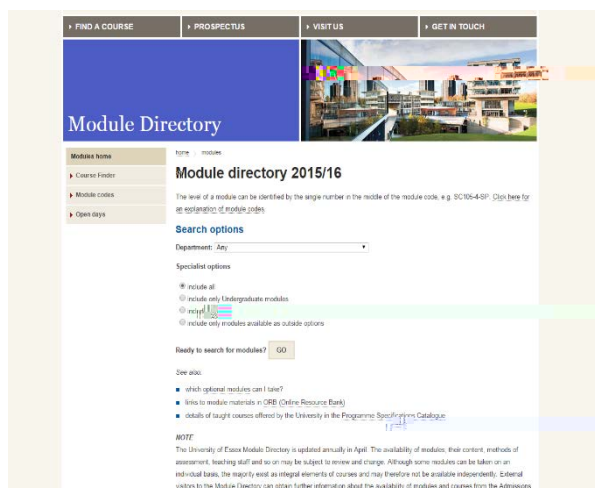 FIND A COURSE
PROSPECTUS
VISIT US
GET IN TOUCH
Module Directory
Modules home
Course Finder
Module codes
Open days
home modules
Module directory 2015/16
The level of a module can be identified by the single number in the middle of the module code, e.g. SC105-4-SP. Click here for
an explanation of module codes.
Search options
Department: Any
Specialist options
include all
include only Undergraduate modules
include only modules available as outside options
Ready to search for modules? GO
See also:
which optional modules can I take?
links to module materials in ORB (Online Resource Bank)
details of taught courses offered by the University in the Programme Specifications Catalogue
NOTE
The University of Essex Module Directory is updated annually in April. The availability of modules, their content, methods of
assessment, teaching staff and so on may be subject to review and change. Although some modules can be taken on an
individual basis, the majority exist as integral elements of courses and may therefore not be available independently. External
visitors to the Module Directory can obtain further information about the availability of modules and courses from the Admissions